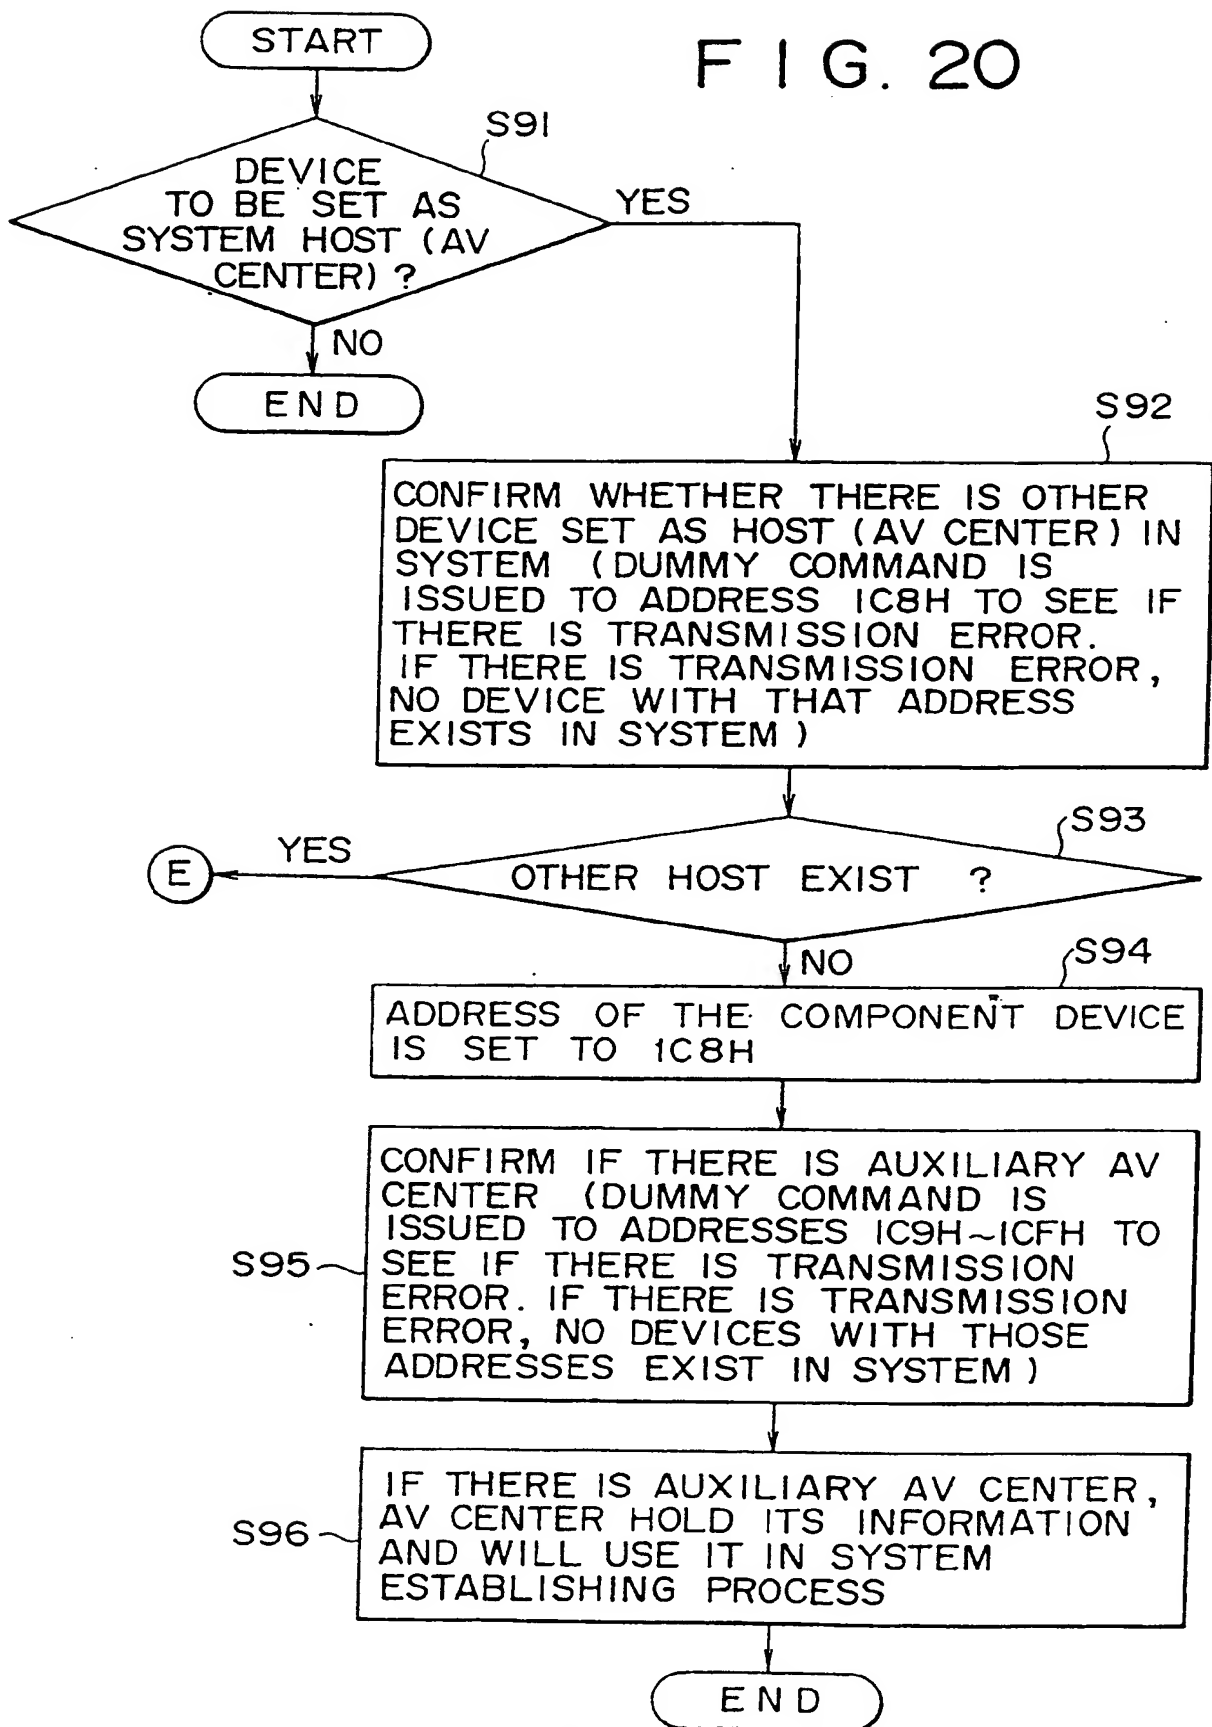 FIG. 20
START
S91
DEVICE
TO BE SET AS
SYSTEM HOST (AV
CENTER) ?
YES
NO
END
S92
CONFIRM WHETHER THERE IS OTHER
DEVICE SET AS HOST (AV CENTER) IN
SYSTEM (DUMMY COMMAND IS
ISSUED TO ADDRESS 1C8H TO SEE IF
THERE IS TRANSMISSION ERROR.
IF THERE IS TRANSMISSION ERROR,
NO DEVICE WITH THAT ADDRESS
EXISTS IN SYSTEM)
S93
YES
E
OTHER HOST EXIST ?
NO
S94
ADDRESS OF THE COMPONENT DEVICE
IS SET TO 1C8H
S95
CONFIRM IF THERE IS AUXILIARY AV
CENTER (DUMMY COMMAND IS
ISSUED TO ADDRESSES 1C9H~1CFH TO
SEE IF THERE IS TRANSMISSION
ERROR. IF THERE IS TRANSMISSION
ERROR, NO DEVICES WITH THOSE
ADDRESSES EXIST IN SYSTEM)
S96
IF THERE IS AUXILIARY AV CENTER,
AV CENTER HOLD ITS INFORMATION
AND WILL USE IT IN SYSTEM
ESTABLISHING PROCESS
END